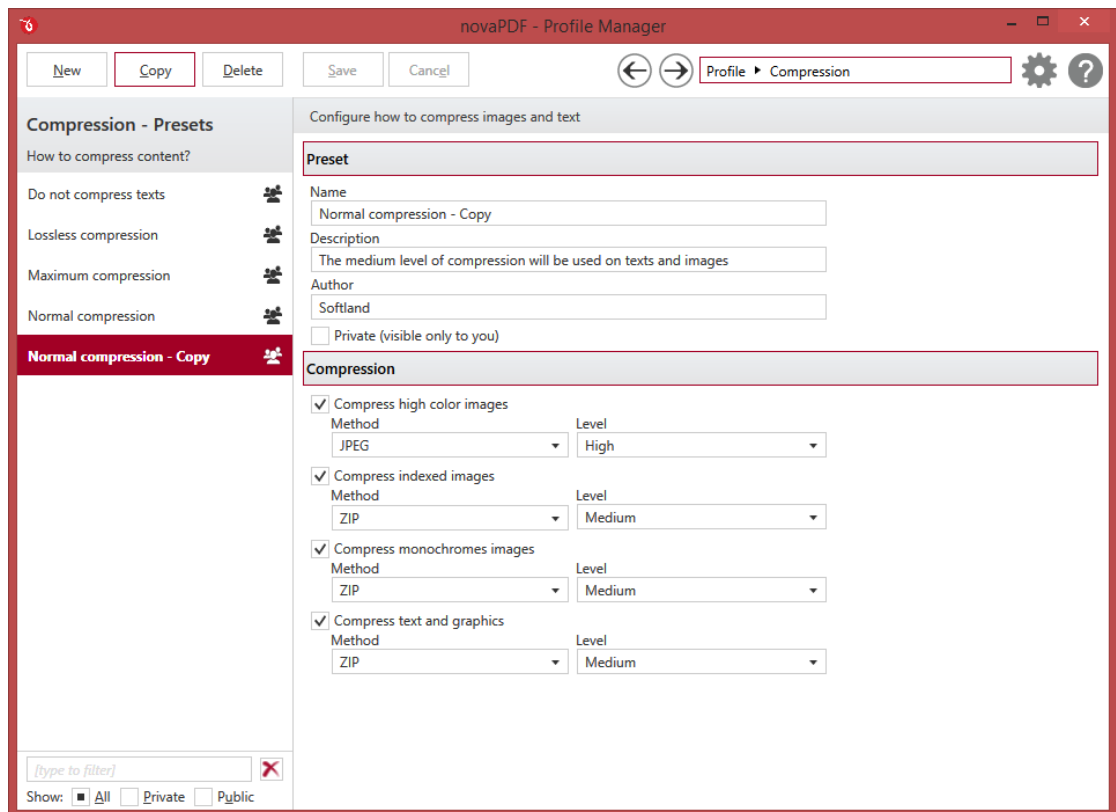 novaPDF - Profile Manager
New Copy Delete Save Cancel Profile Compression
Compression - Presets
How to compress content?
Do not compress texts
Lossless compression
Maximum compression
Normal compression
Normal compression - Copy
[type to filter]
Show: All Private Public
Configure how to compress images and text
Preset
Name
Normal compression - Copy
Description
The medium level of compression will be used on texts and images
Author
Softland
Private (visible only to you)
Compression
Compress high color images
Method Level
JPEG High
Compress indexed images
Method Level
ZIP Medium
Compress monochromes images
Method Level
ZIP Medium
Compress text and graphics
Method Level
ZIP Medium